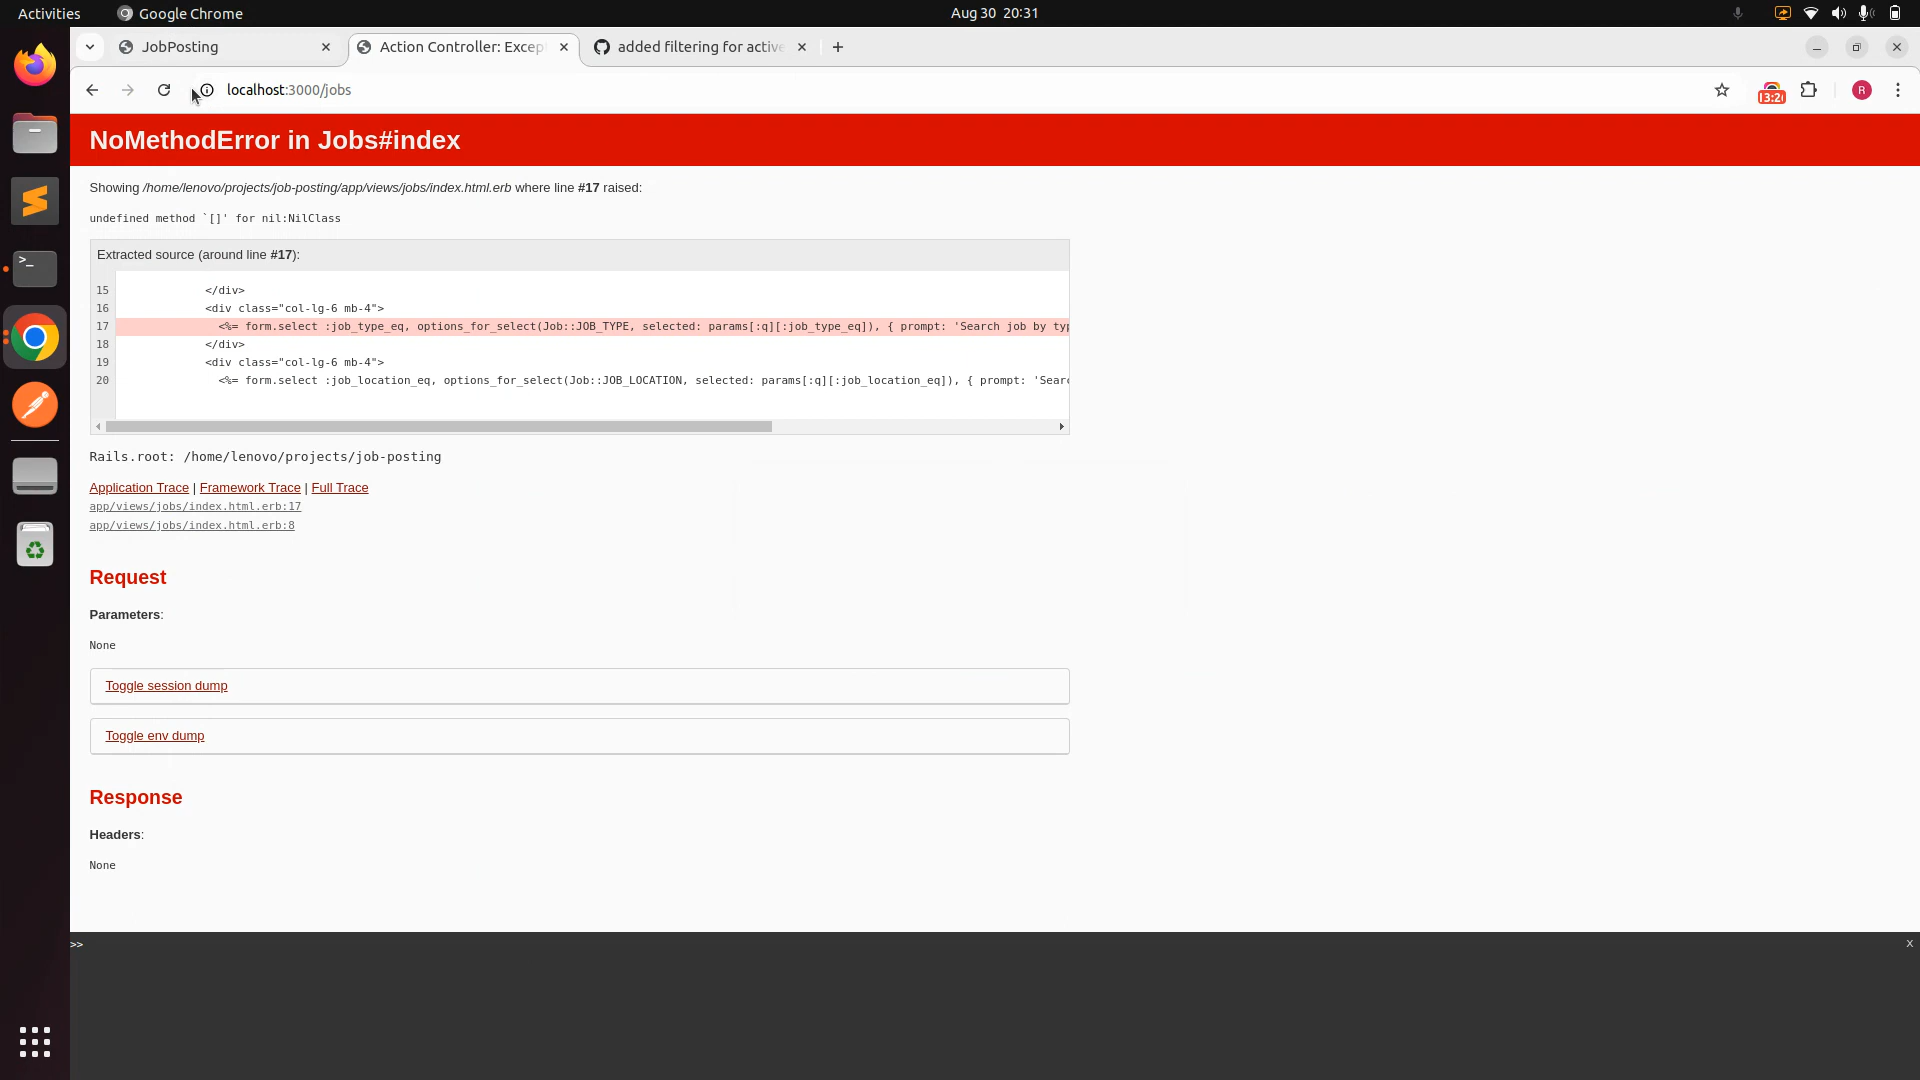 Activities
Google Chrome
Aug 30 20:31
JobPosting
Action Controller: Excep
added filtering for active
localhost:3000/jobs
R
NoMethodError in Jobs#index
Showing /home/lenovo/projects/job-posting/app/views/jobs/index.html.erb where line #17 raised:
undefined method `[]' for nil:NilClass
Extracted source (around line #17):
15 </div>
16 <div class="col-lg-6 mb-4">
17 <%= form.select :job_type_eq, options_for_select(Job::JOB_TYPE, selected: params[:q][:job_type_eq]), { prompt: 'Search job by typ
18 </div>
19 <div class="col-lg-6 mb-4">
20 <%= form.select :job_location_eq, options_for_select(Job::JOB_LOCATION, selected: params[:q][:job_location_eq]), { prompt: 'Searc
Rails.root: /home/lenovo/projects/job-posting
Application Trace | Framework Trace | Full Trace
app/views/jobs/index.html.erb:17
app/views/jobs/index.html.erb:8
Request
Parameters:
None
Toggle session dump
Toggle env dump
Response
Headers:
None
>>
x